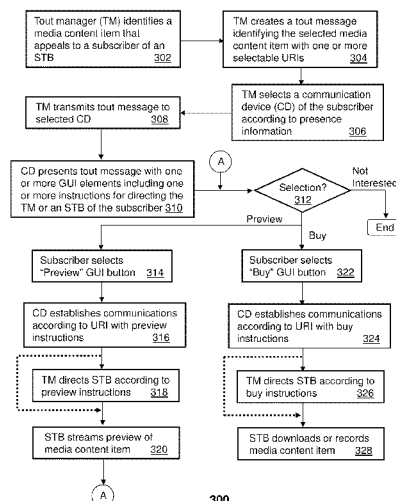 Tout manager (TM) identifies a
media content item that
appeals to a subscriber of an
STB 302
TM creates a tout message
identifying the selected media
content item with one or more
selectable URIs 304
TM selects a communication
device (CD) of the subscriber
according to presence
information 306
TM transmits tout message to
selected CD 308
CD presents tout message with one
or more GUI elements including one
or more instructions for directing the
TM or an STB of the subscriber 310
A
Selection?
312
Not
Interested
End
Preview
Buy
Subscriber selects
“Preview” GUI button 314
Subscriber selects
“Buy” GUI button 322
CD establishes communications
according to URI with preview
instructions 316
CD establishes communications
according to URI with buy
instructions 324
TM directs STB according to
preview instructions 318
TM directs STB according to
buy instructions 326
STB streams preview of
media content item 320
STB downloads or records
media content item 328
A
300